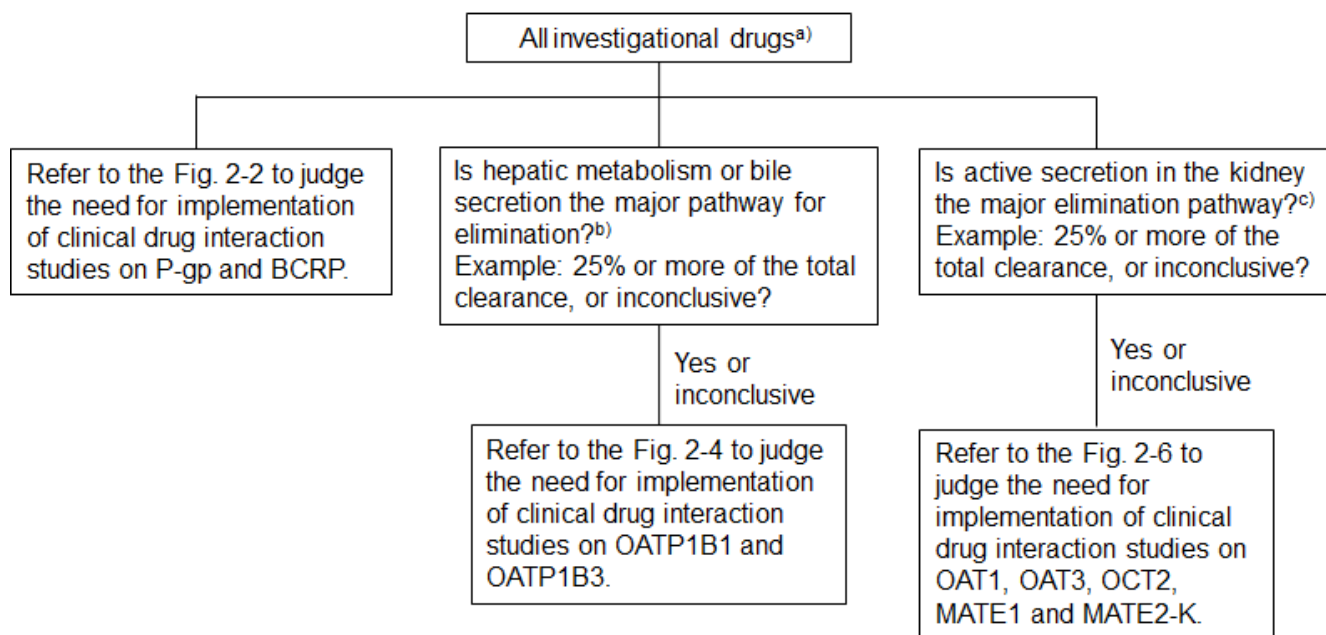 All investigational drugsa)
Refer to the Fig. 2-2 to judge
the need for implementation
of clinical drug interaction
studies on P-gp and BCRP.
Is hepatic metabolism or bile
secretion the major pathway for
elimination?b)
Example: 25% or more of the total
clearance, or inconclusive?
Is active secretion in the kidney
the major elimination pathway?c)
Example: 25% or more of the
total clearance, or inconclusive?
Yes or
inconclusive
Yes or
inconclusive
Refer to the Fig. 2-4 to judge
the need for implementation
of clinical drug interaction
studies on OATP1B1 and
OATP1B3.
Refer to the Fig. 2-6 to
judge the need for
implementation of clinical
drug interaction studies on
OAT1, OAT3, OCT2,
MATE1 and MATE2-K.